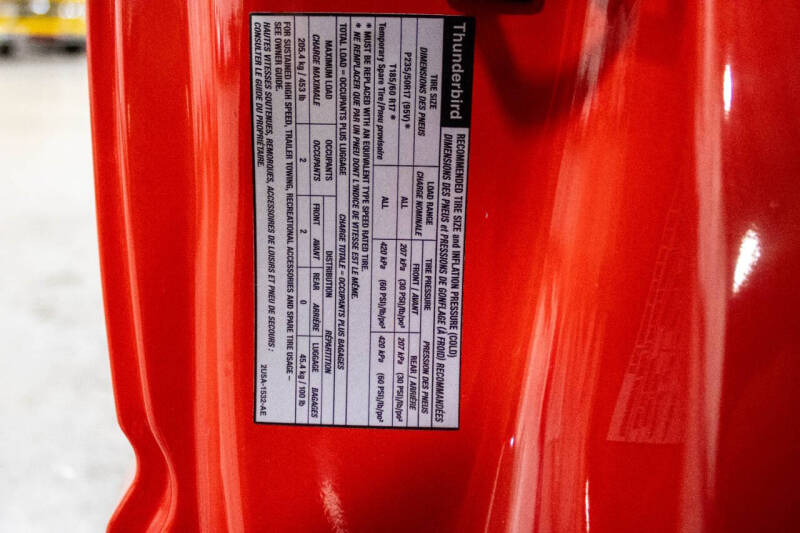 Thunderbird
RECOMMENDED TIRE SIZE and INFLATION PRESSURE (COLD)
DIMENSIONS DES PNEUS et PRESSIONS DE GONFLAGE (À FROID) RECOMMANDÉES
TIRE SIZE LOAD RANGE TIRE PRESSURE PRESSION DES PNEUS
DIMENSIONS DES PNEUS CHARGE NOMINALE FRONT / AVANT REAR / ARRIÈRE
P235/50R17 (95V) * ALL 207 kPa (30 PSI)/lb/po² 207 kPa (30 PSI)/lb/po²
T185/60 R17 * ALL 420 kPa (60 PSI)/lb/po² 420 kPa (60 PSI)/lb/po²
Temporary Spare Tire/Pneu provisoire
* MUST BE REPLACED WITH AN EQUIVALENT TYPE SPEED RATED TIRE.
* NE REMPLACER QUE PAR UN PNEU DONT L'INDICE DE VITESSE EST LE MÊME.
TOTAL LOAD – OCCUPANTS PLUS LUGGAGE CHARGE TOTALE – OCCUPANTS PLUS BAGAGES
MAXIMUM LOAD OCCUPANTS DISTRIBUTION RÉPARTITION
CHARGE MAXIMALE OCCUPANTS FRONT AVANT REAR ARRIÈRE LUGGAGE BAGAGES
205.4 kg / 453 lb 2 2 0 45.4 kg / 100 lb
FOR SUSTAINED HIGH SPEED, TRAILER TOWING, RECREATIONAL ACCESSORIES AND SPARE TIRE USAGE –
SEE OWNER GUIDE.
HAUTES VITESSES SOUTENUES, REMORQUES, ACCESSOIRES DE LOISIRS ET PNEU DE SECOURS :
CONSULTER LE GUIDE DU PROPRIÉTAIRE.
2U5A-1532-AE